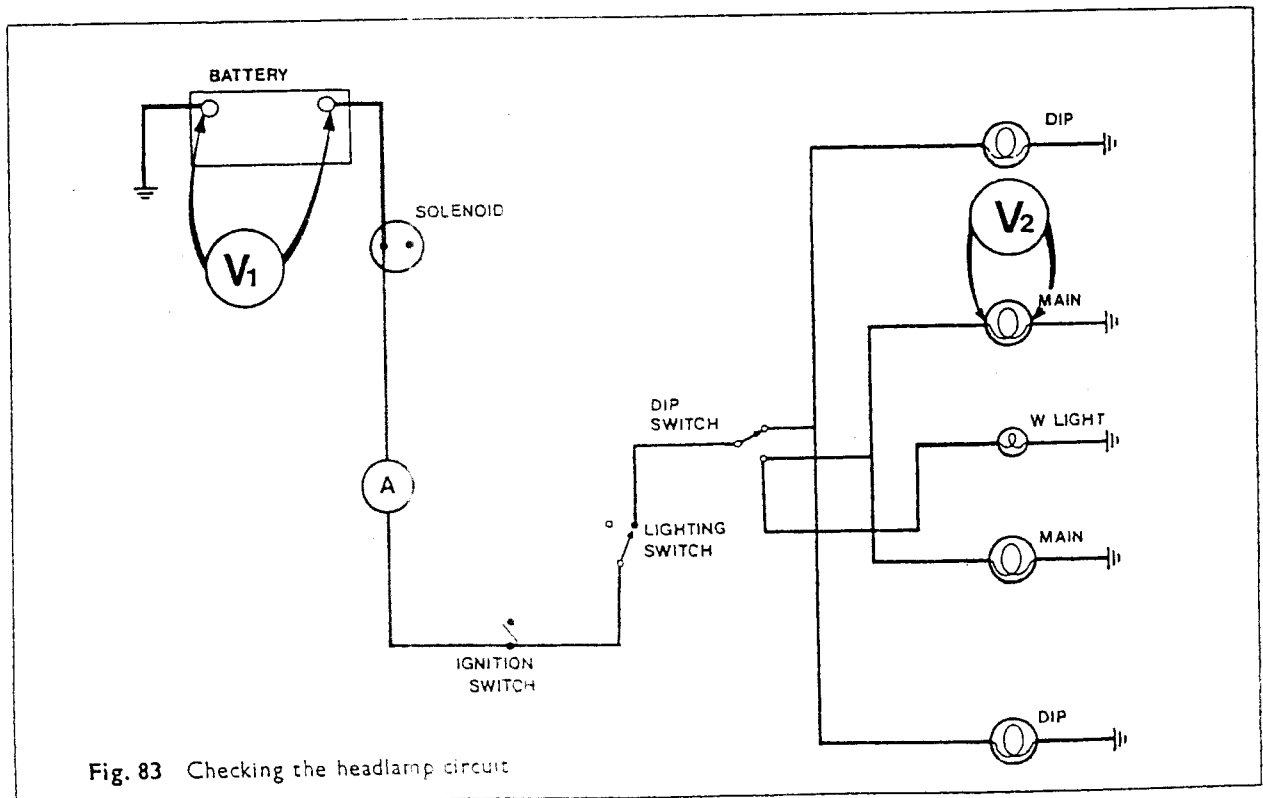 BATTERY
SOLENOID
V1
A
IGNITION
SWITCH
LIGHTING
SWITCH
DIP
SWITCH
DIP
V2
MAIN
W LIGHT
MAIN
DIP
Fig. 83 Checking the headlamp circuit